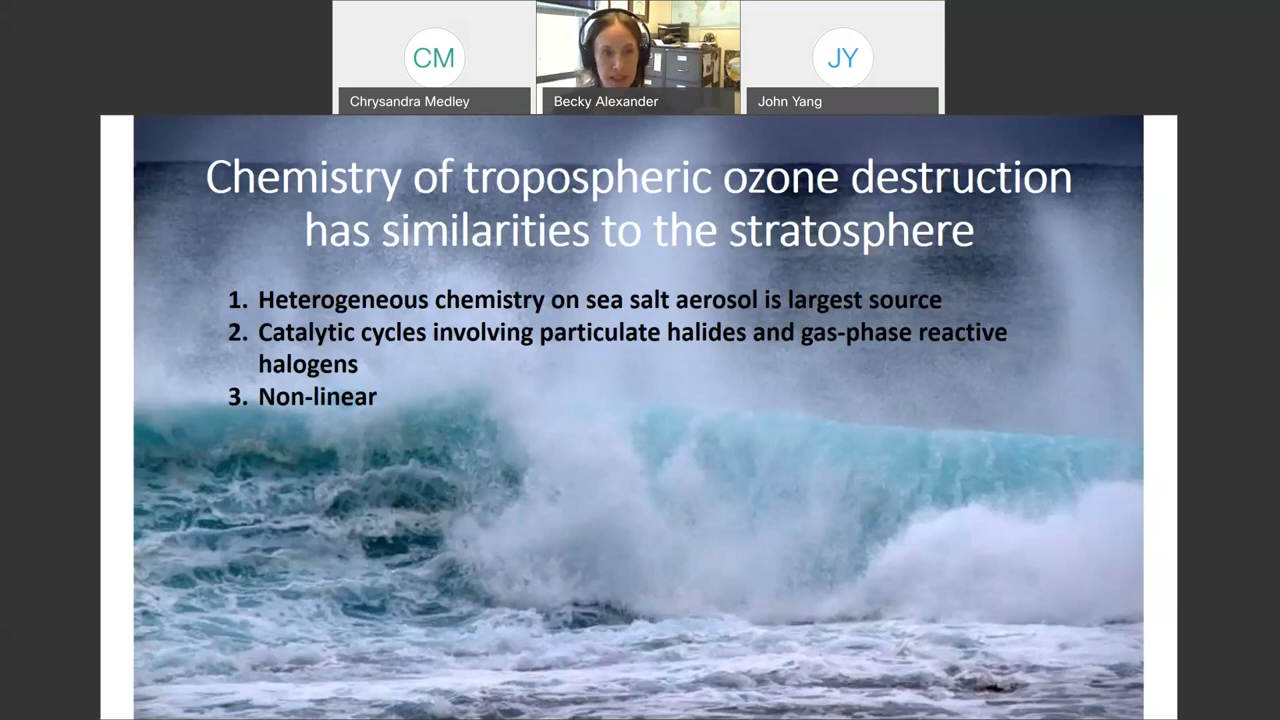 CM
JY
Chrysandra Medley
Becky Alexander
John Yang
Chemistry of tropospheric ozone destruction
has similarities to the stratosphere
1. Heterogeneous chemistry on sea salt aerosol is largest source
2. Catalytic cycles involving particulate halides and gas-phase reactive
halogens
3. Non-linear